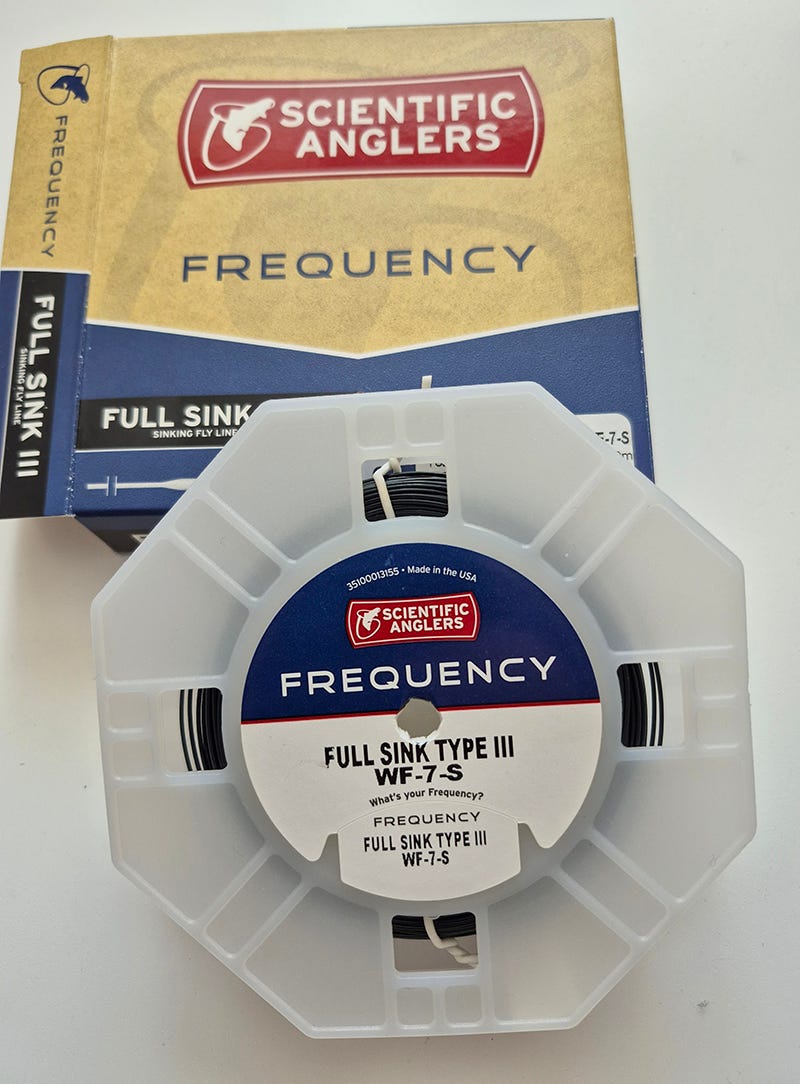 SCIENTIFIC
ANGLERS
FREQUENCY
FREQUENCY
FULL SINK III
SINKING FLY LINE
FULL SINK
SINKING FLY LINE
-7-S
35100013155 • Made in the USA
SCIENTIFIC
ANGLERS
FREQUENCY
FULL SINK TYPE III
WF-7-S
What's your Frequency?
FREQUENCY
FULL SINK TYPE III
WF-7-S